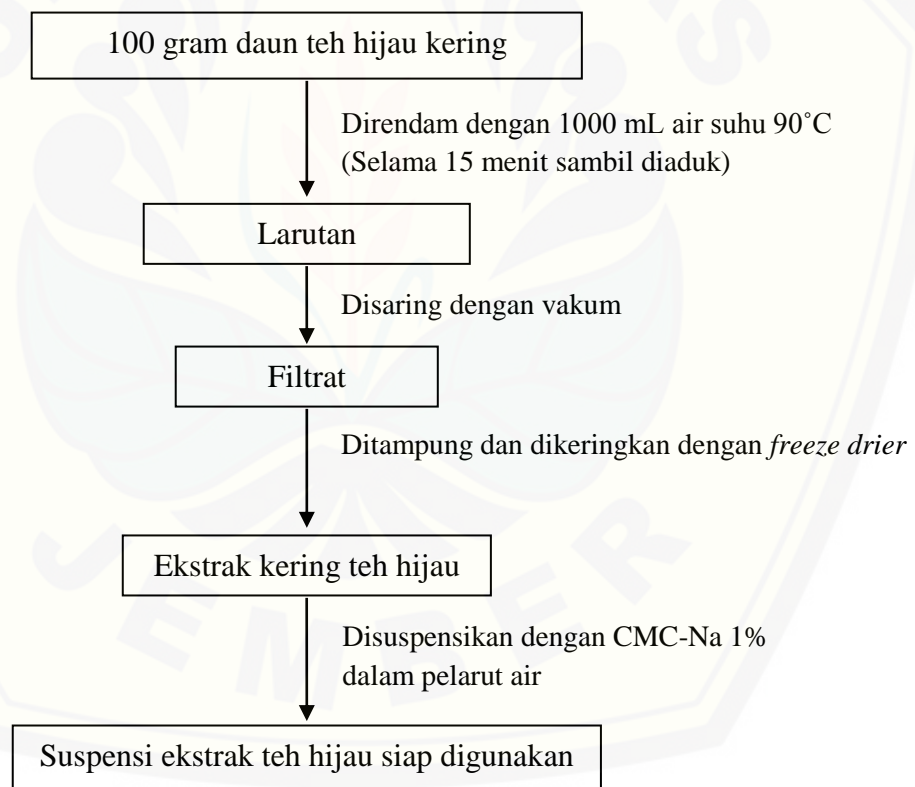 100 gram daun teh hijau kering
Direndam dengan 1000 mL air suhu 90˚C
(Selama 15 menit sambil diaduk)
Larutan
Disaring dengan vakum
Filtrat
Ditampung dan dikeringkan dengan freeze drier
Ekstrak kering teh hijau
Disuspensikan dengan CMC-Na 1%
dalam pelarut air
Suspensi ekstrak teh hijau siap digunakan
JEMBER